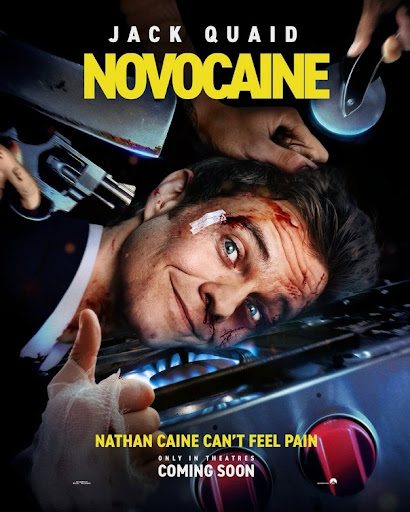 JACK QUAID
NOVOCAINE
NATHAN CAINE CAN'T FEEL PAIN
ONLY IN THEATRES
COMING SOON